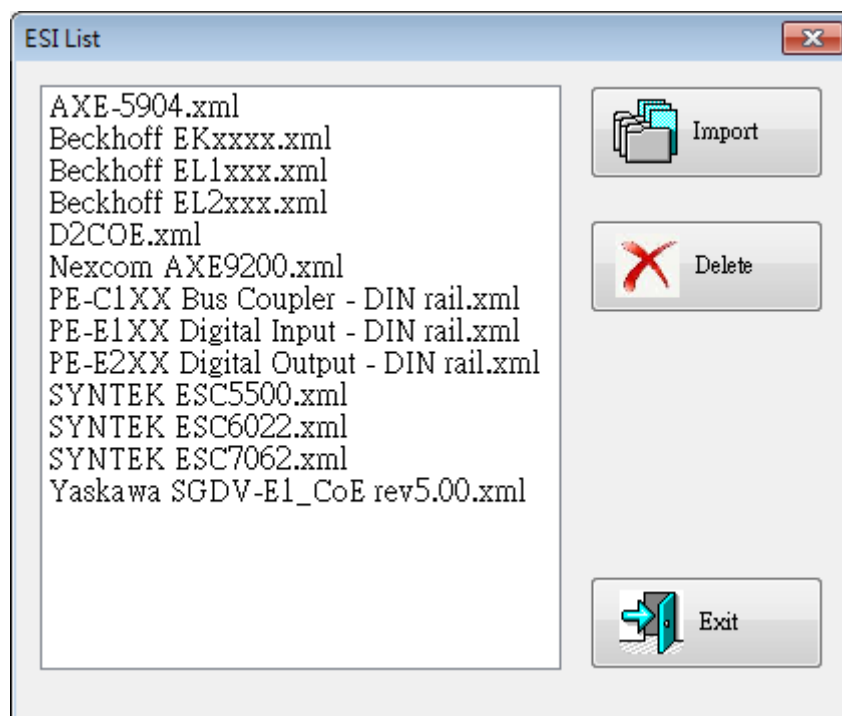 ESI List
AXE-5904.xml
Beckhoff EKxxxx.xml
Beckhoff EL1xxx.xml
Beckhoff EL2xxx.xml
D2COE.xml
Nexcom AXE9200.xml
PE-C1XX Bus Coupler - DIN rail.xml
PE-E1XX Digital Input - DIN rail.xml
PE-E2XX Digital Output - DIN rail.xml
SYNTEK ESC5500.xml
SYNTEK ESC6022.xml
SYNTEK ESC7062.xml
Yaskawa SGDV-E1_CoE rev5.00.xml
Import
Delete
Exit